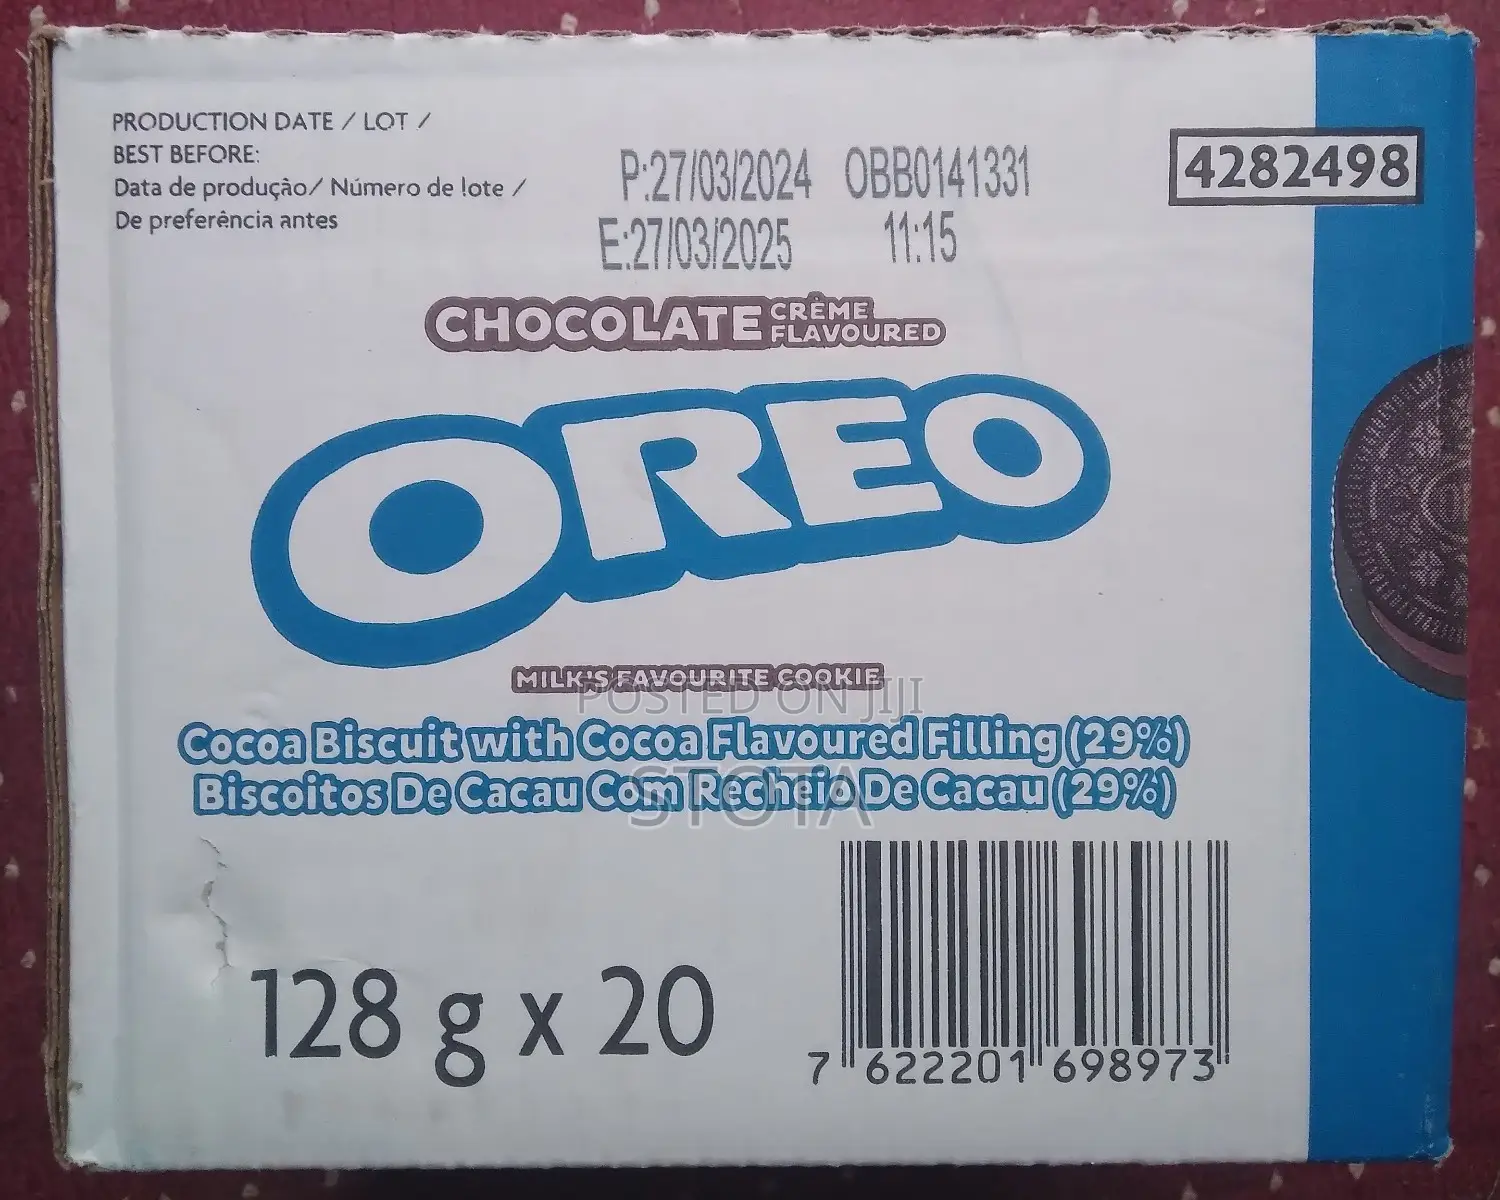 PRODUCTION DATE / LOT /
BEST BEFORE:
Data de produção/ Número de lote /
De preferência antes
P:27/03/2024 OBB0141331
E:27/03/2025 11:15
4282498
CHOCOLATE CRÈME FLAVOURED
OREO
MILK'S FAVOURITE COOKIE
POSTED ON JIJI
Cocoa Biscuit with Cocoa Flavoured Filling (29%)
STOTA
Biscoitos De Cacau Com Recheio De Cacau (29%)
128 g x 20
7 622201 698973